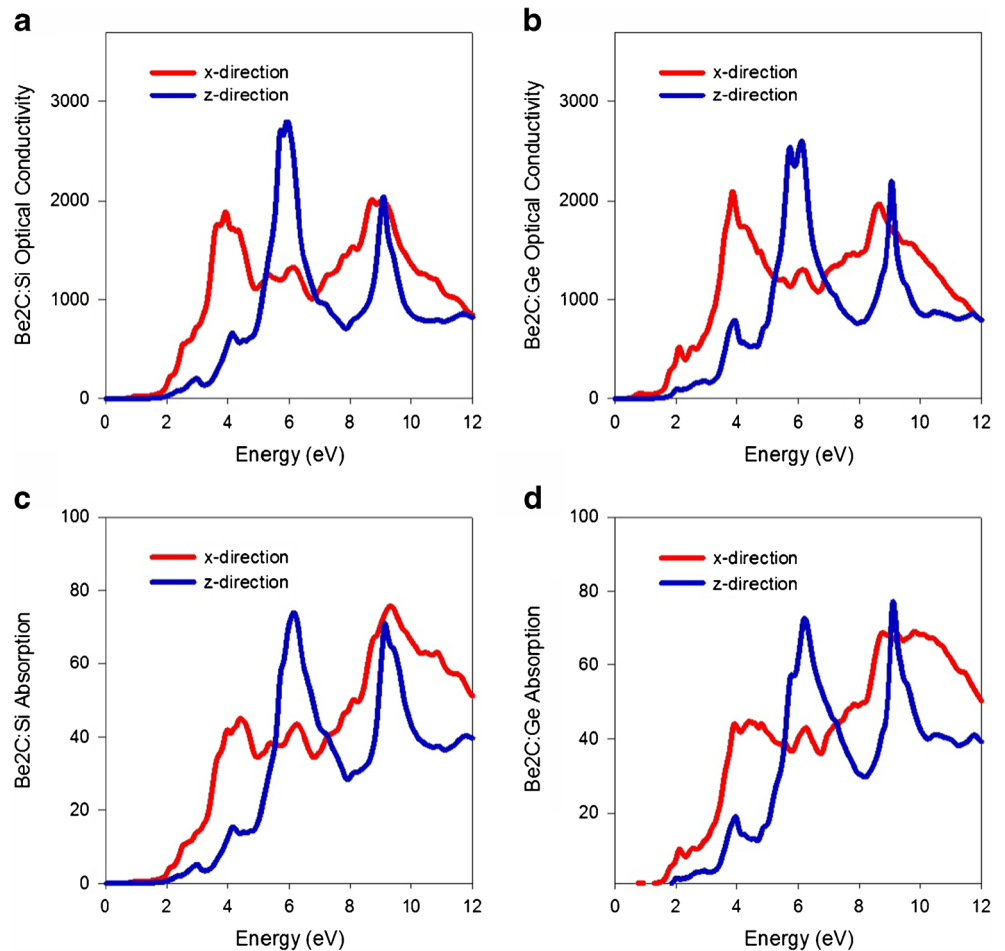 a
Be2C:Si Optical Conductivity
3000
2000
1000
0
x-direction
z-direction
0 2 4 6 8 10 12
Energy (eV)
b
Be2C:Ge Optical Conductivity
3000
2000
1000
0
x-direction
z-direction
0 2 4 6 8 10 12
Energy (eV)
c
Be2C:Si Absorption
100
80
60
40
20
0
x-direction
z-direction
0 2 4 6 8 10 12
Energy (eV)
d
Be2C:Ge Absorption
100
80
60
40
20
x-direction
z-direction
0 2 4 6 8 10 12
Energy (eV)